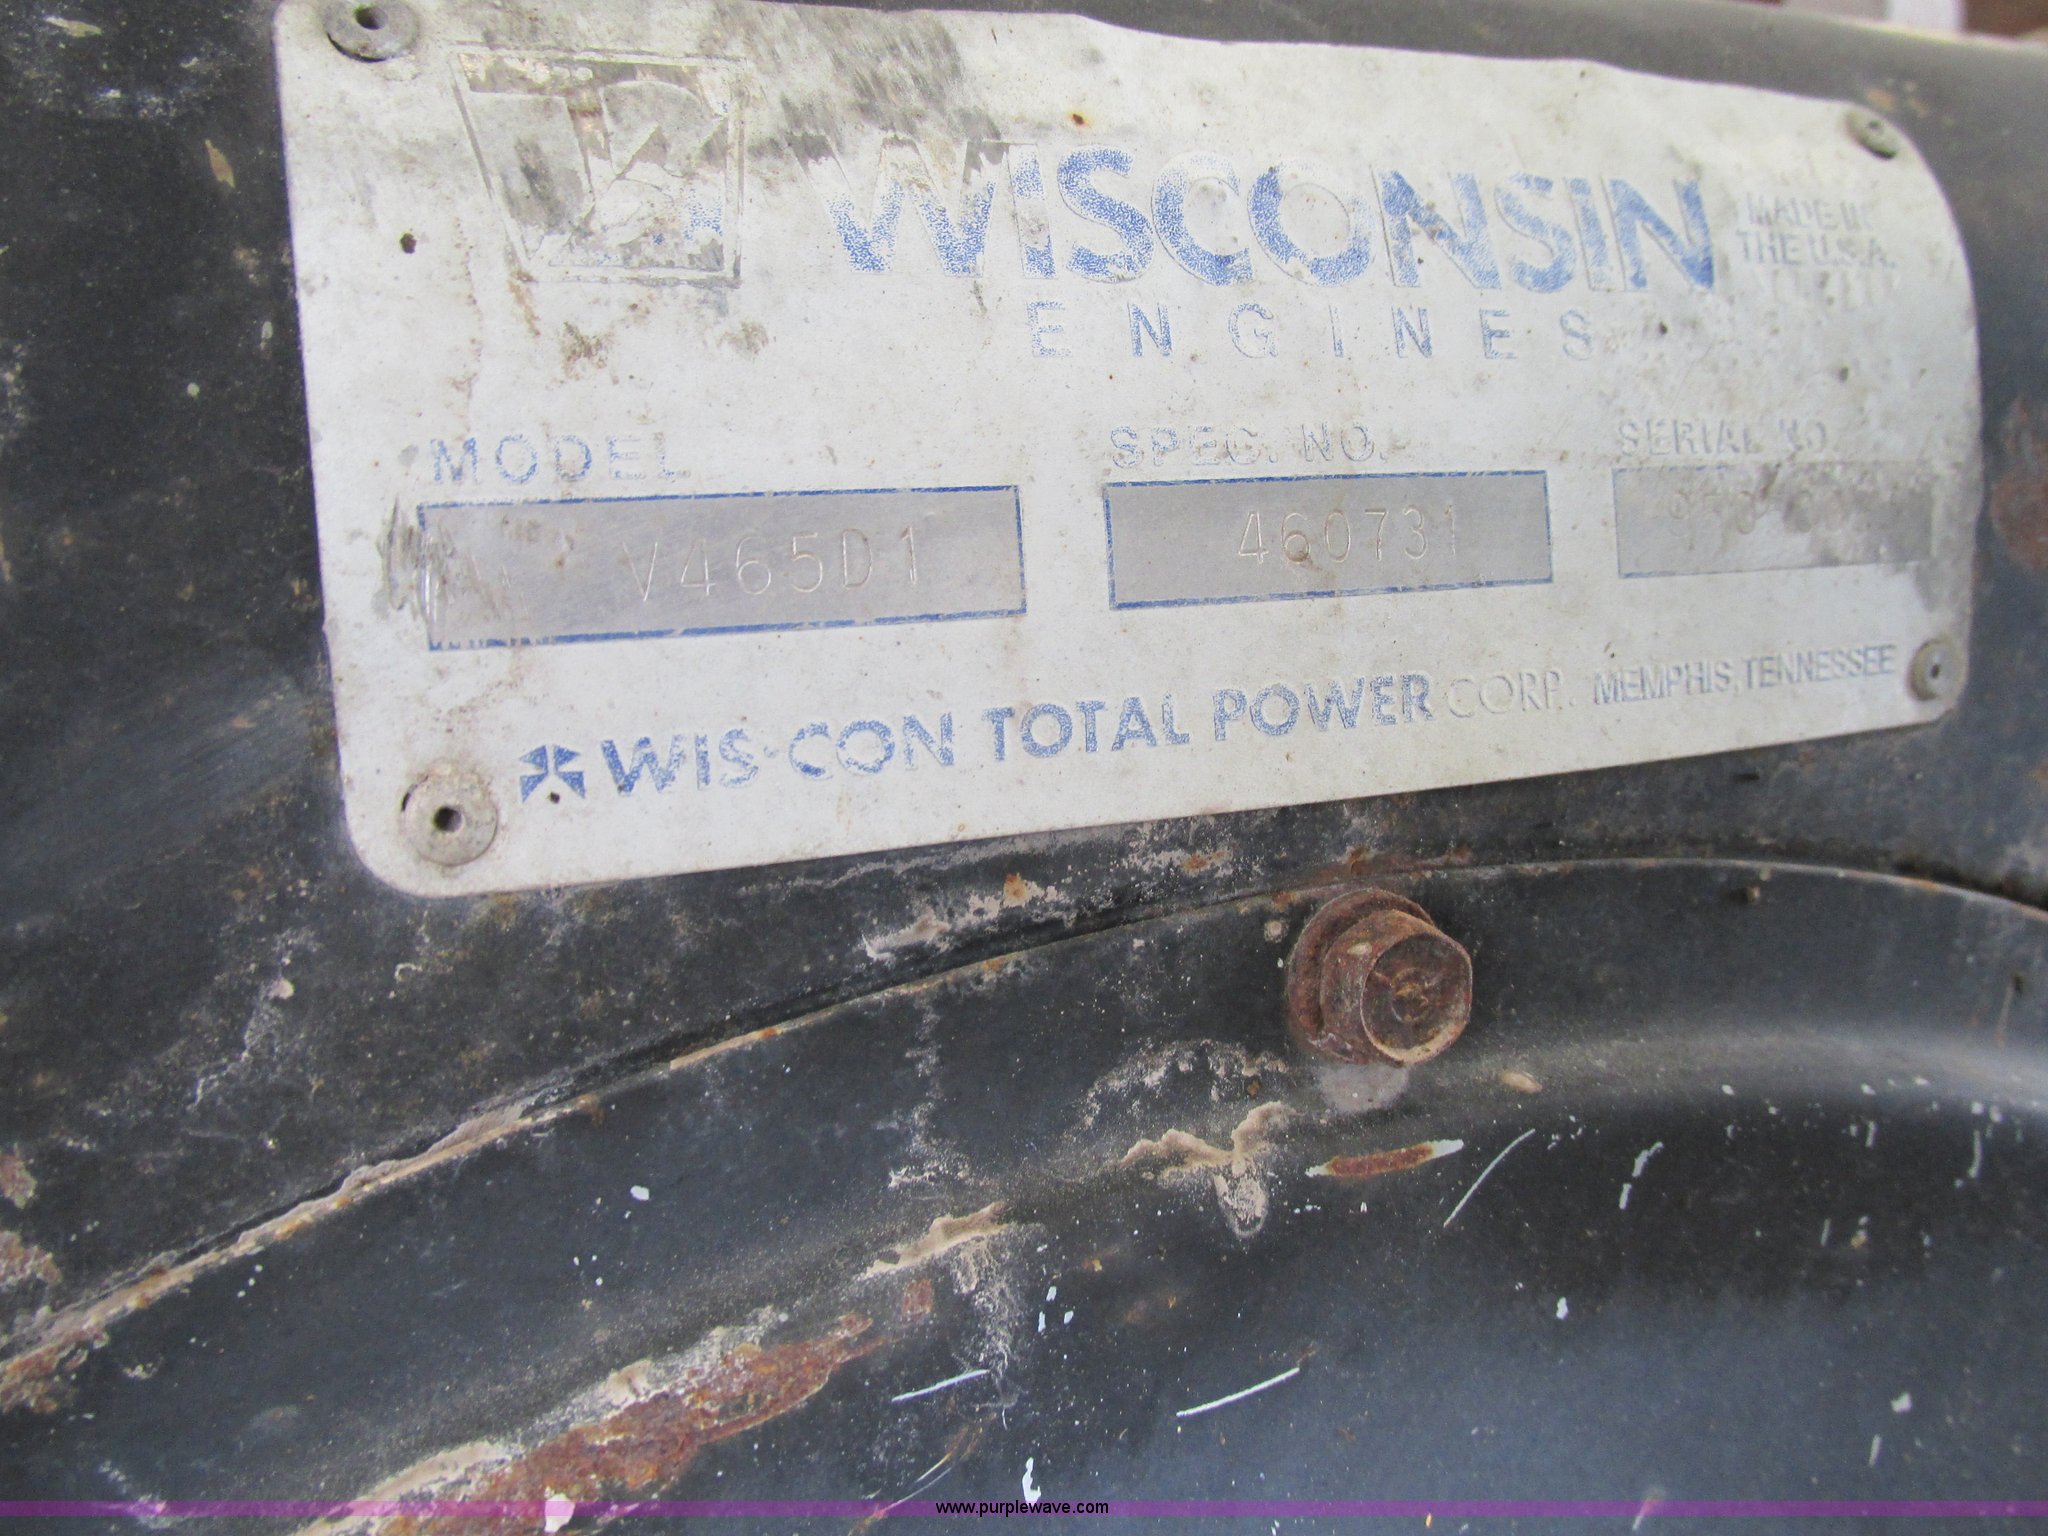 WISCONSIN
MADE IN
THE U.S.A.
ENGINES
MODEL SPEC. NO. SERIAL NO.
V465D1 460731
WIS-CON TOTAL POWER CORP. MEMPHIS, TENNESSEE
www.purplewave.com